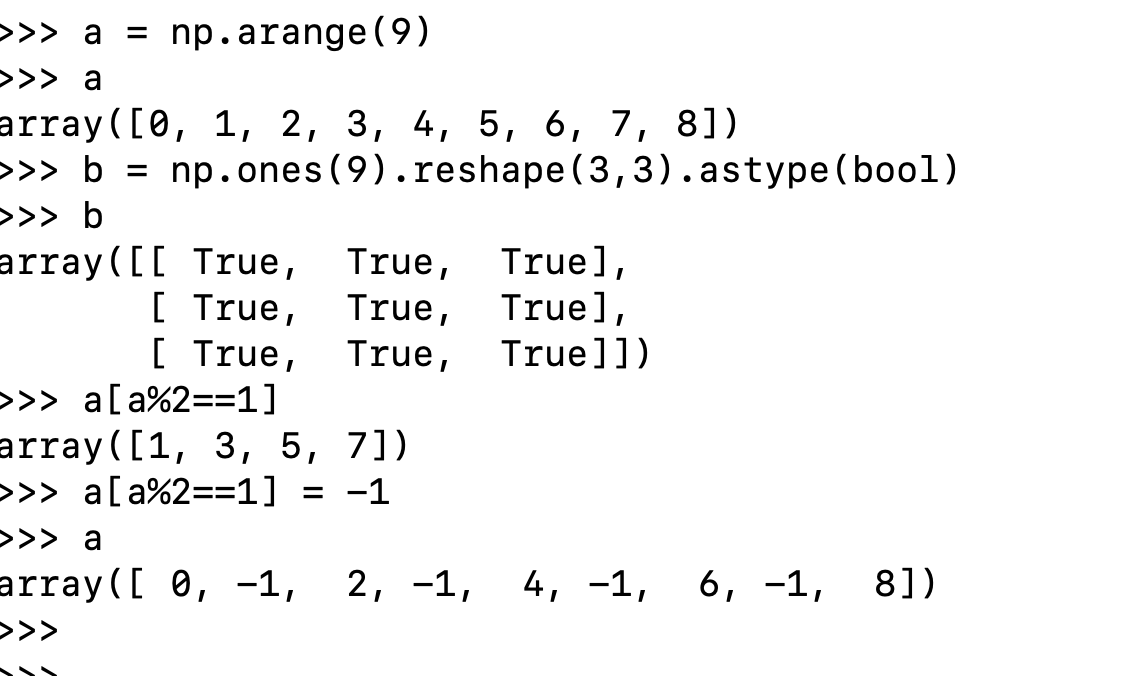 >>> a = np.arange(9)
>>> a
array([0, 1, 2, 3, 4, 5, 6, 7, 8])
>>> b = np.ones(9).reshape(3,3).astype(bool)
>>> b
array([[ True,  True,  True],
       [ True,  True,  True],
       [ True,  True,  True]])
>>> a[a%2==1]
array([1, 3, 5, 7])
>>> a[a%2==1] = -1
>>> a
array([ 0, -1,  2, -1,  4, -1,  6, -1,  8])
>>>
>>>